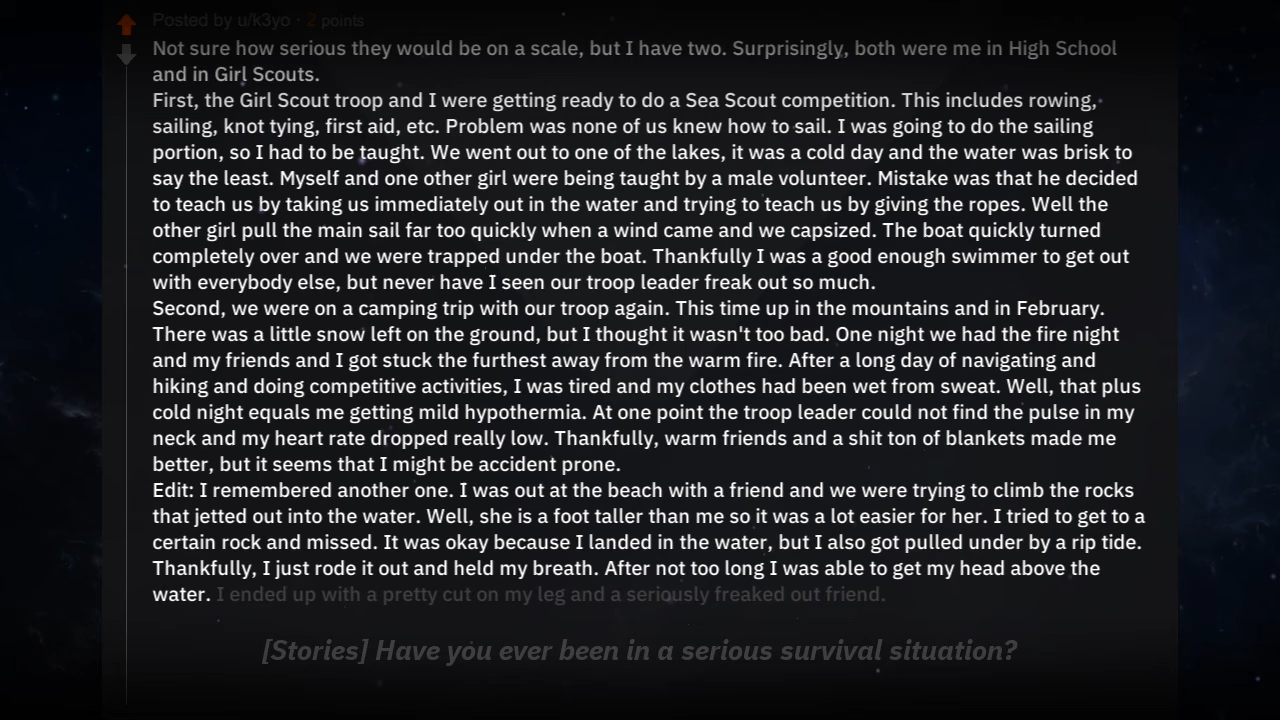 Posted by u/k3yo · 2 points
Not sure how serious they would be on a scale, but I have two. Surprisingly, both were me in High School
and in Girl Scouts.
First, the Girl Scout troop and I were getting ready to do a Sea Scout competition. This includes rowing,
sailing, knot tying, first aid, etc. Problem was none of us knew how to sail. I was going to do the sailing
portion, so I had to be taught. We went out to one of the lakes, it was a cold day and the water was brisk to
say the least. Myself and one other girl were being taught by a male volunteer. Mistake was that he decided
to teach us by taking us immediately out in the water and trying to teach us by giving the ropes. Well the
other girl pull the main sail far too quickly when a wind came and we capsized. The boat quickly turned
completely over and we were trapped under the boat. Thankfully I was a good enough swimmer to get out
with everybody else, but never have I seen our troop leader freak out so much.
Second, we were on a camping trip with our troop again. This time up in the mountains and in February.
There was a little snow left on the ground, but I thought it wasn't too bad. One night we had the fire night
and my friends and I got stuck the furthest away from the warm fire. After a long day of navigating and
hiking and doing competitive activities, I was tired and my clothes had been wet from sweat. Well, that plus
cold night equals me getting mild hypothermia. At one point the troop leader could not find the pulse in my
neck and my heart rate dropped really low. Thankfully, warm friends and a shit ton of blankets made me
better, but it seems that I might be accident prone.
Edit: I remembered another one. I was out at the beach with a friend and we were trying to climb the rocks
that jetted out into the water. Well, she is a foot taller than me so it was a lot easier for her. I tried to get to a
certain rock and missed. It was okay because I landed in the water, but I also got pulled under by a rip tide.
Thankfully, I just rode it out and held my breath. After not too long I was able to get my head above the
water. I ended up with a pretty cut on my leg and a seriously freaked out friend.
[Stories] Have you ever been in a serious survival situation?